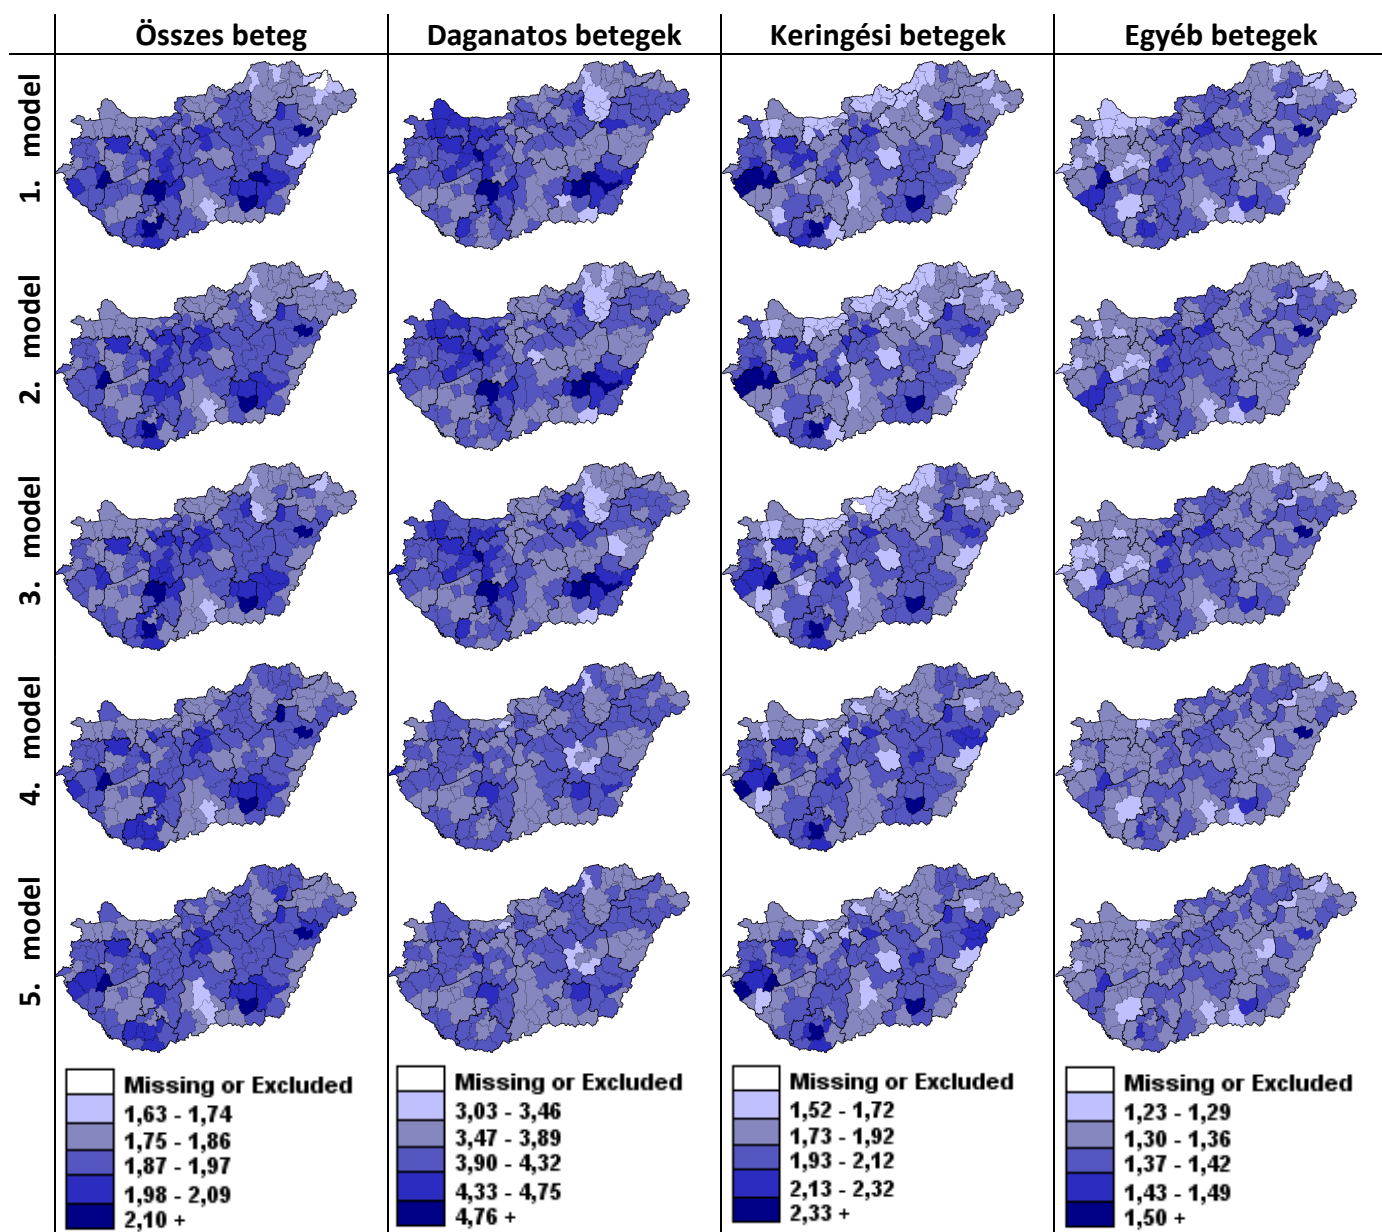 Összes beteg
Daganatos betegek
Keringési betegek
Egyéb betegek
1. model
2. model
3. model
4. model
5. model
Missing or Excluded
1,63 - 1,74
1,75 - 1,86
1,87 - 1,97
1,98 - 2,09
2,10 +
Missing or Excluded
3,03 - 3,46
3,47 - 3,89
3,90 - 4,32
4,33 - 4,75
4,76 +
Missing or Excluded
1,52 - 1,72
1,73 - 1,92
1,93 - 2,12
2,13 - 2,32
2,33 +
Missing or Excluded
1,23 - 1,29
1,30 - 1,36
1,37 - 1,42
1,43 - 1,49
1,50 +